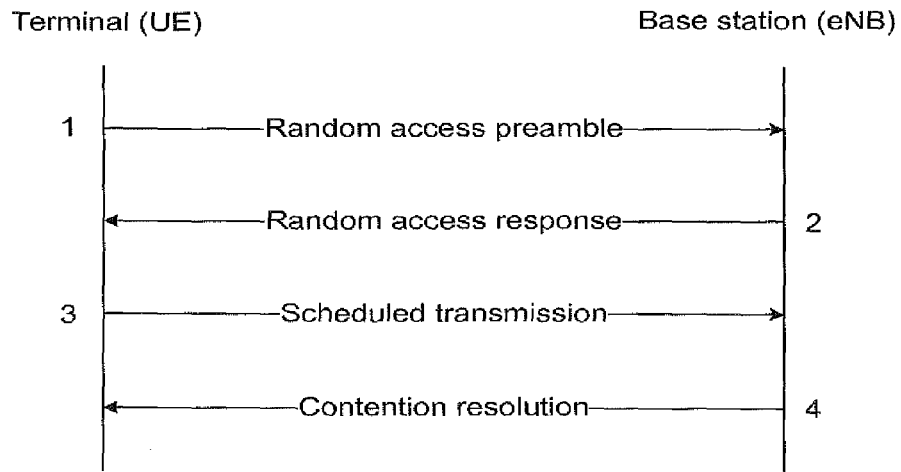 Terminal (UE)
Base station (eNB)
1 Random access preamble
Random access response 2
3 Scheduled transmission
Contention resolution 4